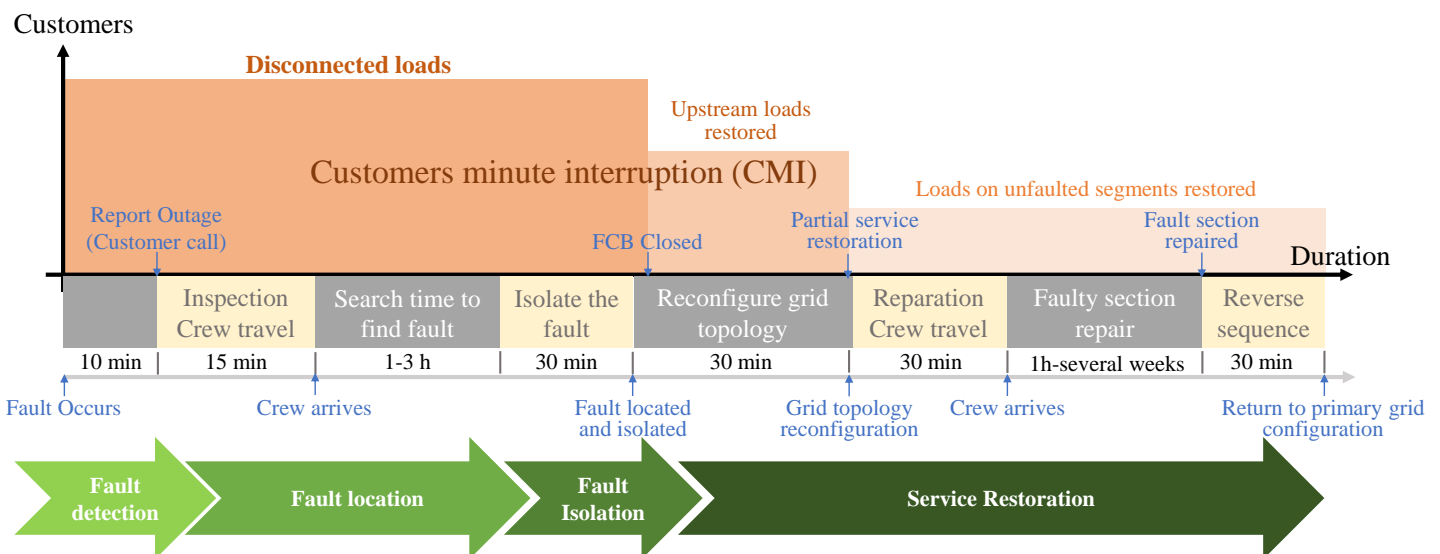 Customers
Disconnected loads
Upstream loads
restored
Customers minute interruption (CMI)
Loads on unfaulted segments restored
Report Outage
(Customer call)
FCB Closed
Partial service
restoration
Fault section
repaired
Duration
Inspection
Crew travel
Search time to
find fault
Isolate the
fault
Reconfigure grid
topology
Reparation
Crew travel
Faulty section
repair
Reverse
sequence
10 min
15 min
1-3 h
30 min
30 min
30 min
1h-several weeks
30 min
Fault Occurs
Crew arrives
Fault located
and isolated
Grid topology
reconfiguration
Crew arrives
Return to primary grid
configuration
Fault
detection
Fault location
Fault
Isolation
Service Restoration